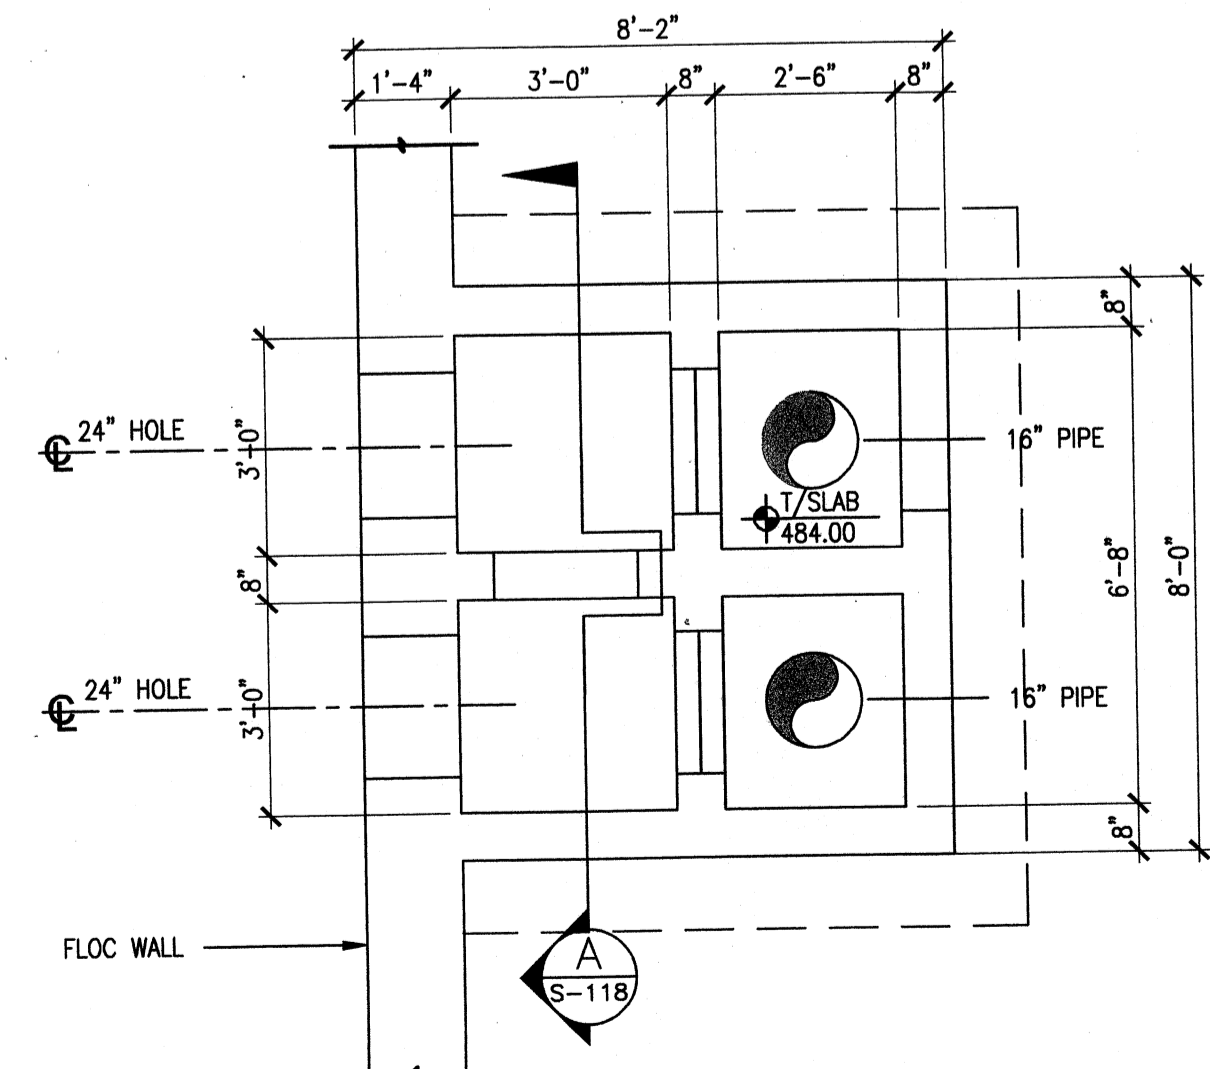 8'-2"
1'-4"
3'-0"
8"
2'-6"
8"
8"
℄ 24" HOLE
3'-0"
16" PIPE
T/SLAB
484.00
8"
6'-8"
8'-0"
℄ 24" HOLE
3'-0"
16" PIPE
8"
FLOC WALL
A
S-118